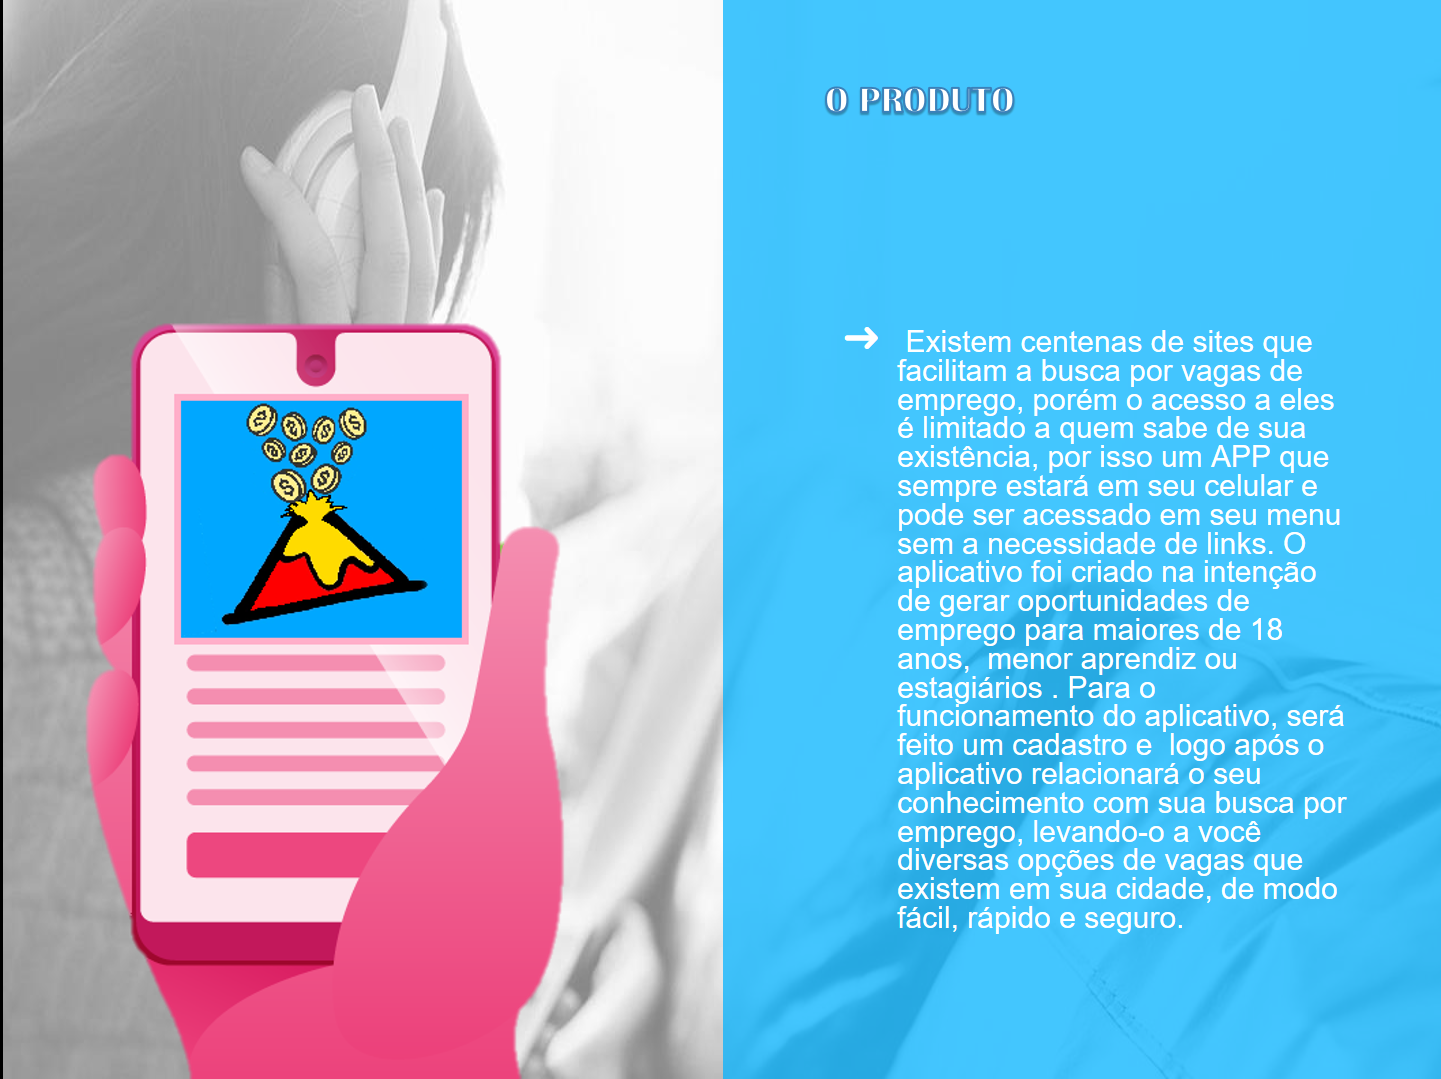 O PRODUTO
➜ Existem centenas de sites que
facilitam a busca por vagas de
emprego, porém o acesso a eles
é limitado a quem sabe de sua
existência, por isso um APP que
sempre estará em seu celular e
pode ser acessado em seu menu
sem a necessidade de links. O
aplicativo foi criado na intenção
de gerar oportunidades de
emprego para maiores de 18
anos,  menor aprendiz ou
estagiários . Para o
funcionamento do aplicativo, será
feito um cadastro e  logo após o
aplicativo relacionará o seu
conhecimento com sua busca por
emprego, levando-o a você
diversas opções de vagas que
existem em sua cidade, de modo
fácil, rápido e seguro.